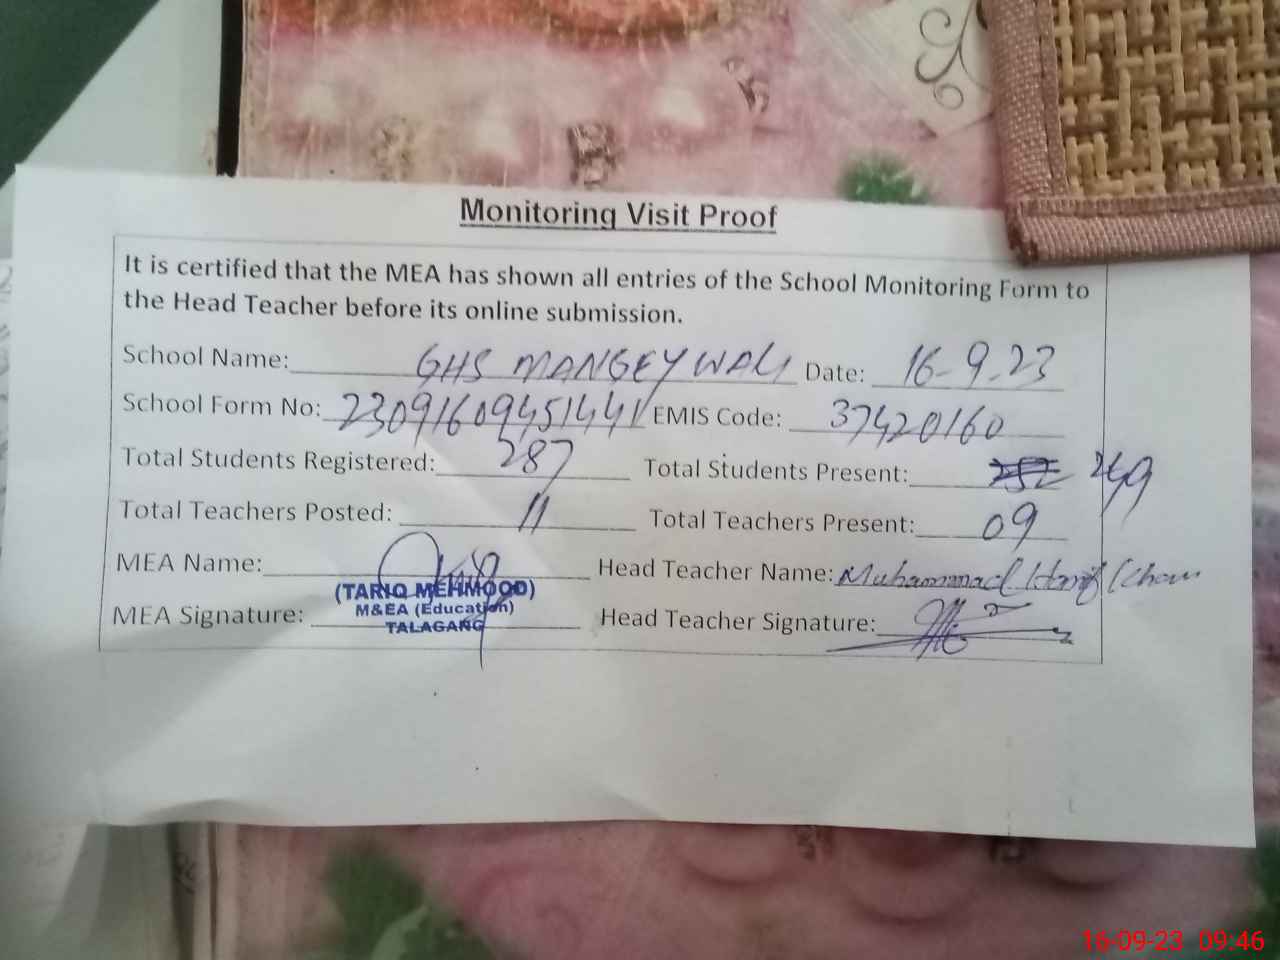 Monitoring Visit Proof
It is certified that the MEA has shown all entries of the School Monitoring Form to
the Head Teacher before its online submission.
School Name: GHS MANGEYWALI Date: 16-9-23
School Form No: 23091609451441 EMIS Code: 37420160
Total Students Registered: 287 Total Students Present: 252 249
Total Teachers Posted: 11 Total Teachers Present: 09
MEA Name: Head Teacher Name: Muhammad Hanif Khan
(TARIQ MEHMOOD)
M&EA (Education)
MEA Signature: Head Teacher Signature:
TALAGANG
16-09-23 09:46